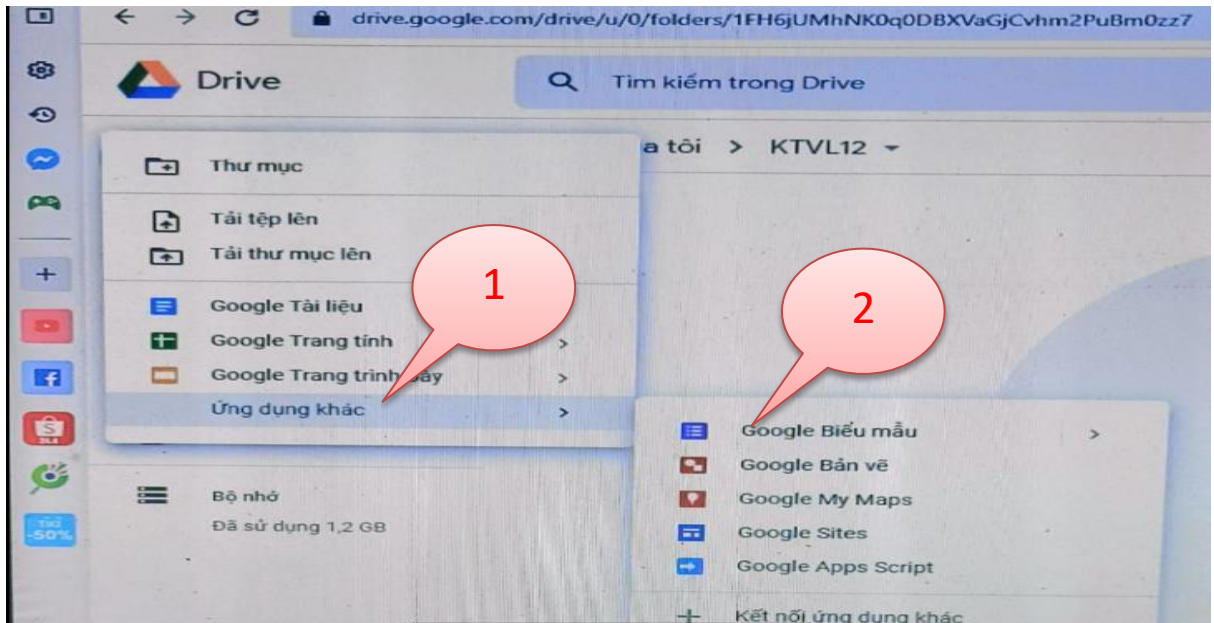 drive.google.com/drive/u/0/folders/1FH6jUMhNK0q0DBXVaGjCvhm2PuBm0zz7
Drive
Tìm kiếm trong Drive
a tôi > KTVL12
Thư mục
Tải tệp lên
Tải thư mục lên
1
2
Google Tài liệu
Google Trang tính >
Google Trang trình bày >
Ứng dụng khác >
Google Biểu mẫu >
Google Bản vẽ
Google My Maps
Google Sites
Google Apps Script
Kết nối ứng dụng khác
Bộ nhớ
Đã sử dụng 1,2 GB
-50%